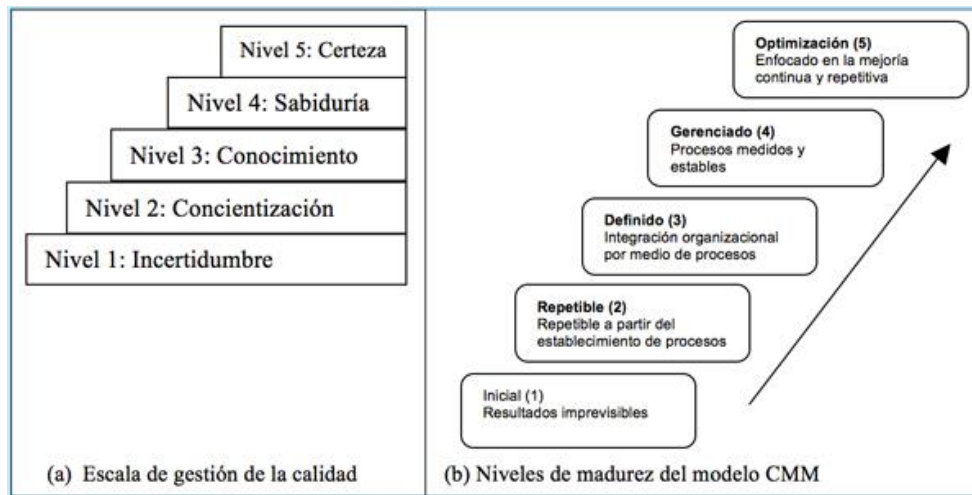 Nivel 5: Certeza
Nivel 4: Sabiduría
Nivel 3: Conocimiento
Nivel 2: Concientización
Nivel 1: Incertidumbre
(a) Escala de gestión de la calidad
Optimización (5)
Enfocado en la mejoría
continua y repetitiva
Gerenciado (4)
Procesos medidos y
estables
Definido (3)
Integración organizacional
por medio de procesos
Repetible (2)
Repetible a partir del
establecimiento de procesos
Inicial (1)
Resultados imprevisibles
(b) Niveles de madurez del modelo CMM